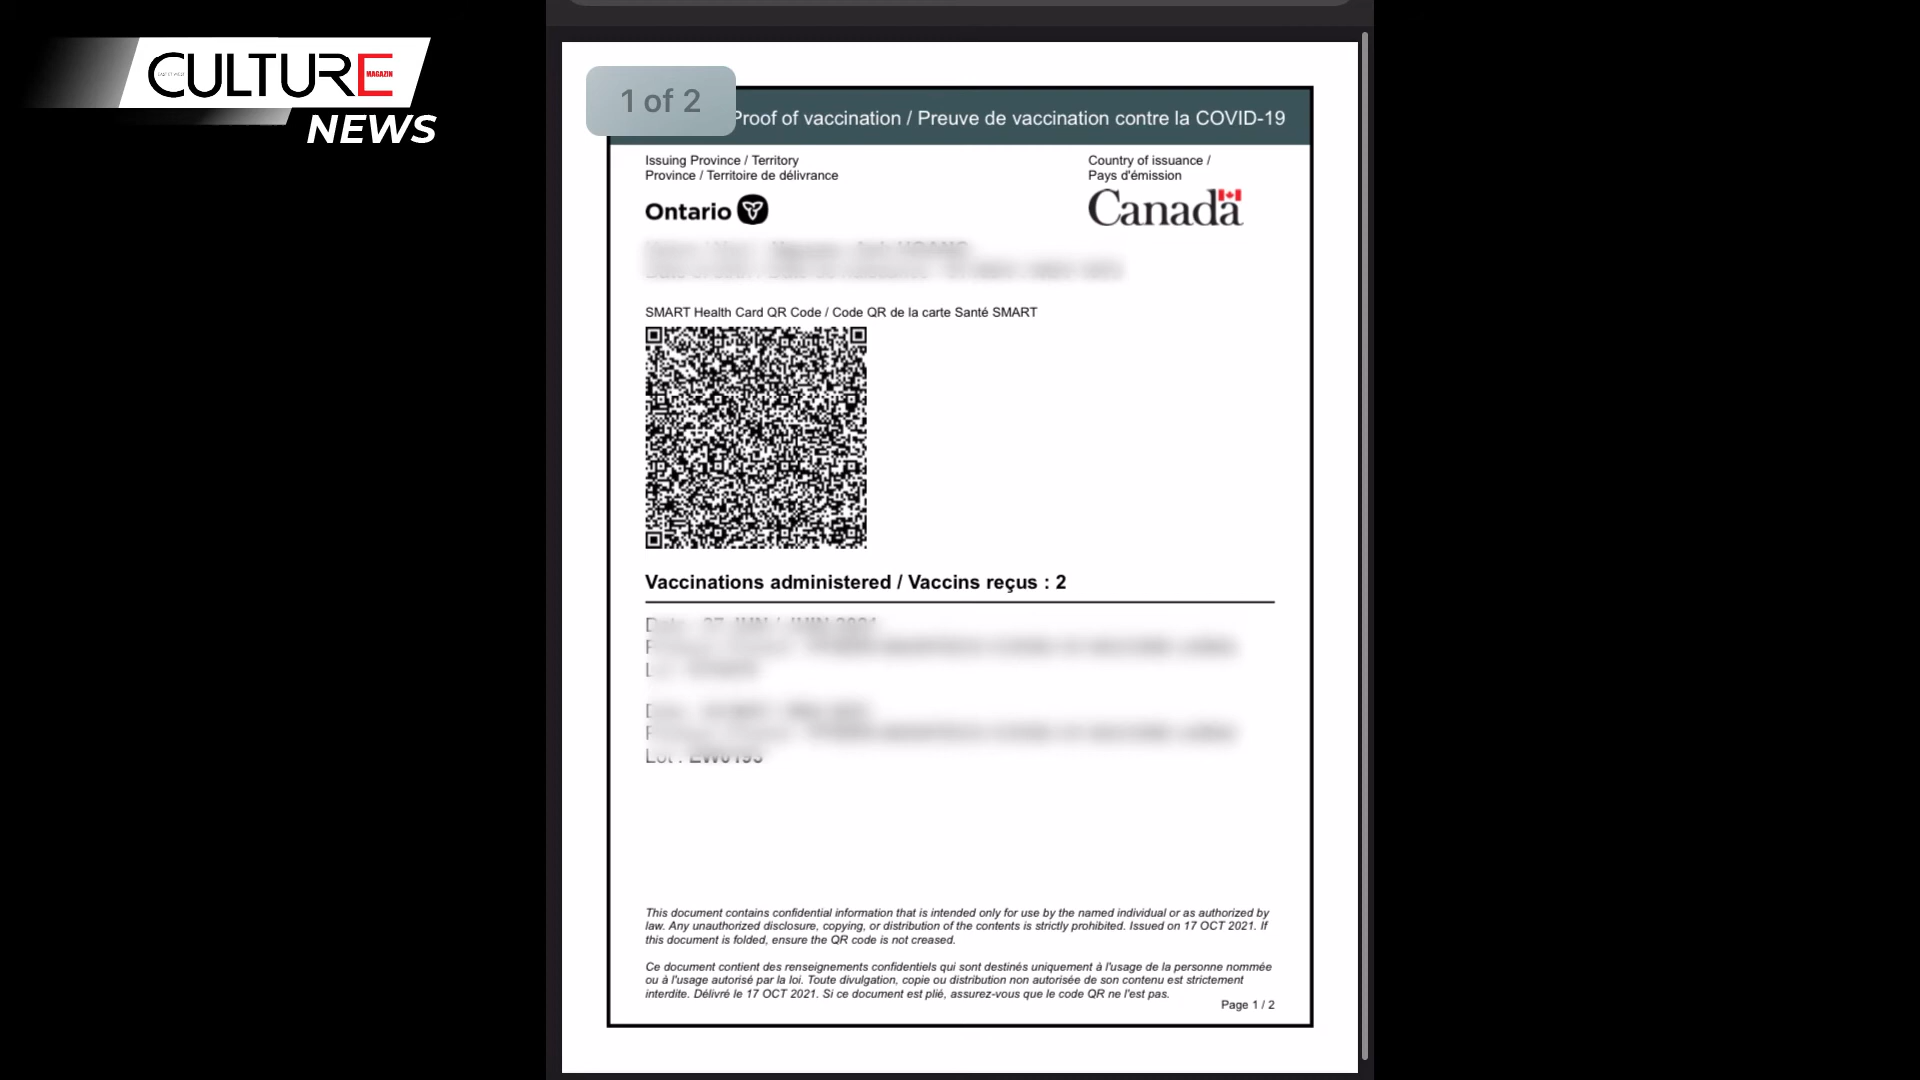 CULTURE
MAGAZIN
NEWS
1 of 2
Proof of vaccination / Preuve de vaccination contre la COVID-19
Issuing Province / Territory
Province / Territoire de délivrance
Country of issuance /
Pays d'émission
Ontario
Canada
SMART Health Card QR Code / Code QR de la carte Santé SMART
Vaccinations administered / Vaccins reçus : 2
Lot :
This document contains confidential information that is intended only for use by the named individual or as authorized by
law. Any unauthorized disclosure, copying, or distribution of the contents is strictly prohibited. Issued on 17 OCT 2021. If
this document is folded, ensure the QR code is not creased.
Ce document contient des renseignements confidentiels qui sont destinés uniquement à l'usage de la personne nommée
ou à l'usage autorisé par la loi. Toute divulgation, copie ou distribution non autorisée de son contenu est strictement
interdite. Délivré le 17 OCT 2021. Si ce document est plié, assurez-vous que le code QR ne l'est pas.
Page 1 / 2